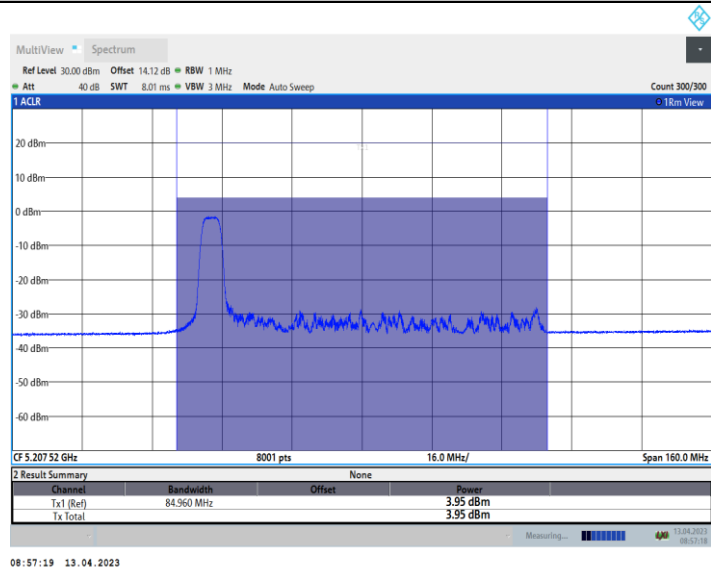 MultiView Spectrum
Ref Level 30.00 dBm Offset 14.12 dB RBW 1 MHz
Att 40 dB SWT 8.01 ms VBW 3 MHz Mode Auto Sweep Count 300/300
1 ACLR 1Rm View
20 dBm
10 dBm
0 dBm
-10 dBm
-20 dBm
-30 dBm
-40 dBm
-50 dBm
-60 dBm
CF 5.207 52 GHz 8001 pts 16.0 MHz/ Span 160.0 MHz
2 Result Summary None
Channel Bandwidth Offset Power
Tx1 (Ref) 84.960 MHz 3.95 dBm
Tx Total 3.95 dBm
Measuring... 13.04.2023
08:57:18
08:57:19 13.04.2023